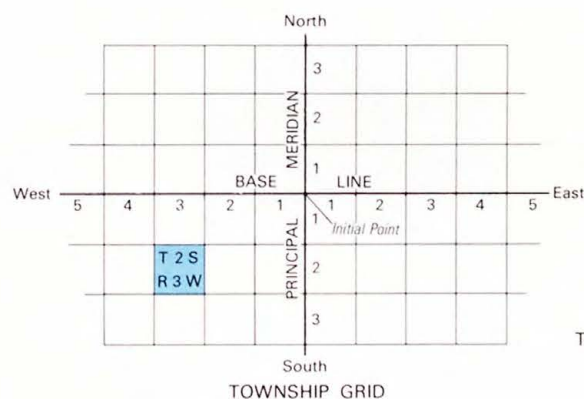 North
3
2
MERIDIAN
1
BASE LINE
West East
5 4 3 2 1 1 2 3 4 5
1
Initial Point
T 2 S
R 3 W
PRINCIPAL
2
3
South
T
TOWNSHIP GRID